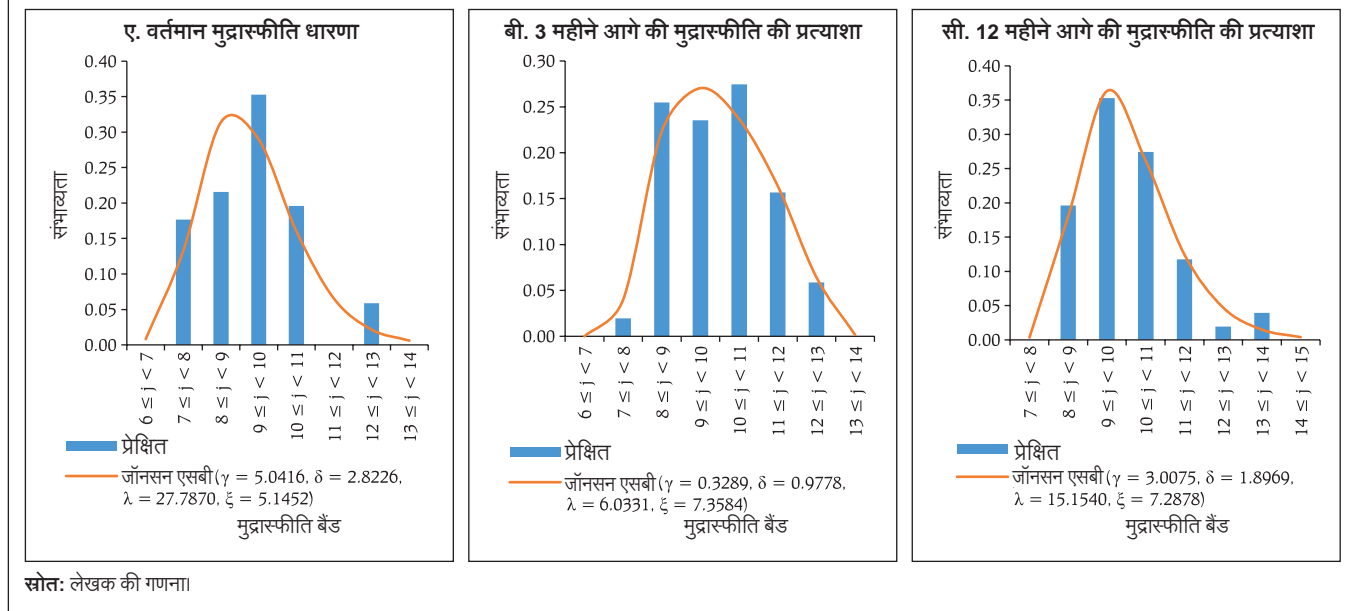 ए. वर्तमान मुद्रास्फीति धारणा
संभाव्यता
0.40
0.35
0.30
0.25
0.20
0.15
0.10
0.05
0.00
6 ≤ j < 7
7 ≤ j < 8
8 ≤ j < 9
9 ≤ j < 10
10 ≤ j < 11
11 ≤ j < 12
12 ≤ j < 13
13 ≤ j < 14
प्रेक्षित
जॉनसन एसबी (γ = 5.0416, δ = 2.8226,
λ = 27.7870, ξ = 5.1452)
मुद्रास्फीति बैंड
बी. 3 महीने आगे की मुद्रास्फीति की प्रत्याशा
संभाव्यता
0.30
0.25
0.20
0.15
0.10
0.05
0.00
6 ≤ j < 7
7 ≤ j < 8
8 ≤ j < 9
9 ≤ j < 10
10 ≤ j < 11
11 ≤ j < 12
12 ≤ j < 13
13 ≤ j < 14
प्रेक्षित
जॉनसन एसबी (γ = 0.3289, δ = 0.9778,
λ = 6.0331, ξ = 7.3584)
मुद्रास्फीति बैंड
सी. 12 महीने आगे की मुद्रास्फीति की प्रत्याशा
संभाव्यता
0.40
0.35
0.30
0.25
0.20
0.15
0.10
0.05
0.00
7 ≤ j < 8
8 ≤ j < 9
9 ≤ j < 10
10 ≤ j < 11
11 ≤ j < 12
12 ≤ j < 13
13 ≤ j < 14
14 ≤ j < 15
प्रेक्षित
जॉनसन एसबी (γ = 3.0075, δ = 1.8969,
λ = 15.1540, ξ = 7.2878)
मुद्रास्फीति बैंड
स्रोत: लेखक की गणना।